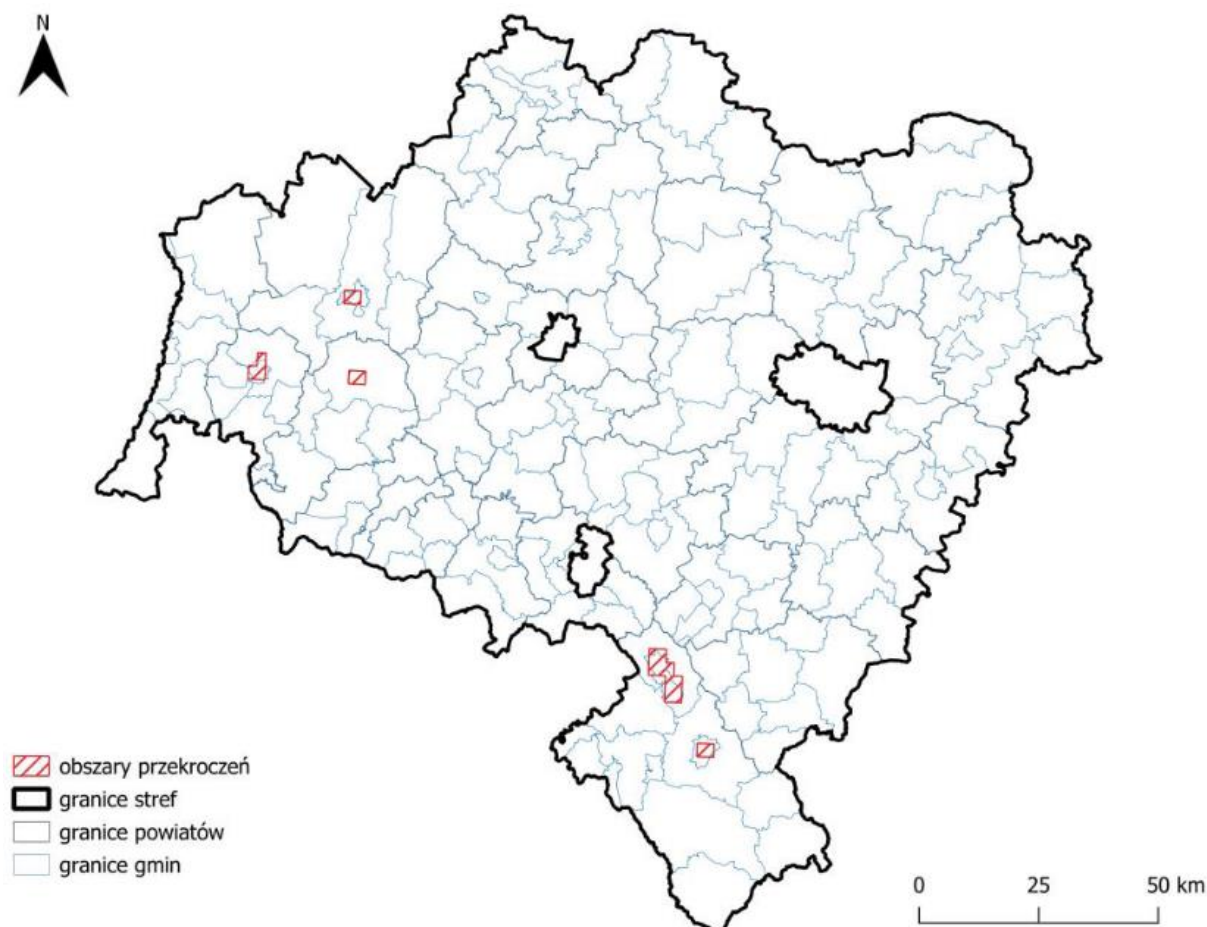 N
obszary przekroczeń
granice stref
granice powiatów
granice gmin
0 25 50 km